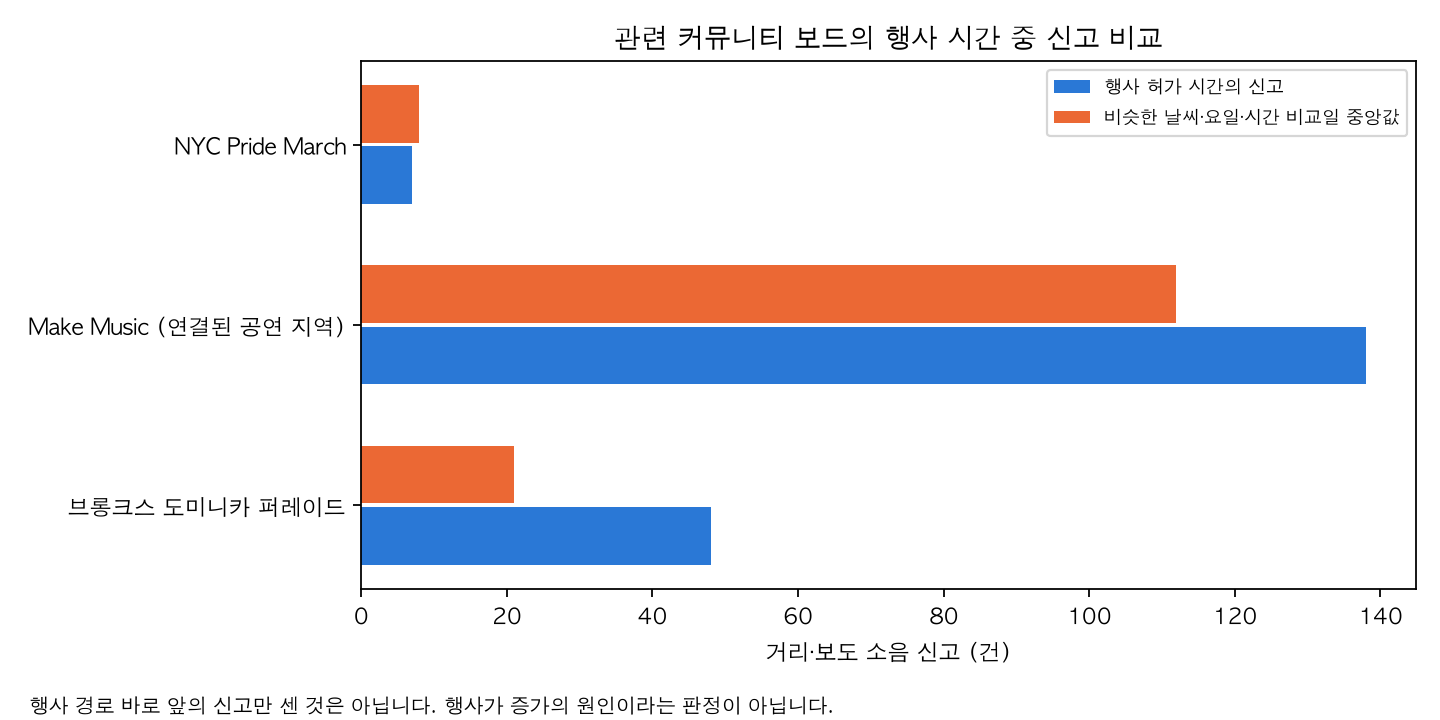 관련 커뮤니티 보드의 행사 시간 중 신고 비교
행사 허가 시간의 신고
비슷한 날씨·요일·시간 비교일 중앙값
NYC Pride March
Make Music (연결된 공연 지역)
브롱크스 도미니카 퍼레이드
0 20 40 60 80 100 120 140
거리·보도 소음 신고 (건)
행사 경로 바로 앞의 신고만 센 것은 아닙니다. 행사가 증가의 원인이라는 판정이 아닙니다.